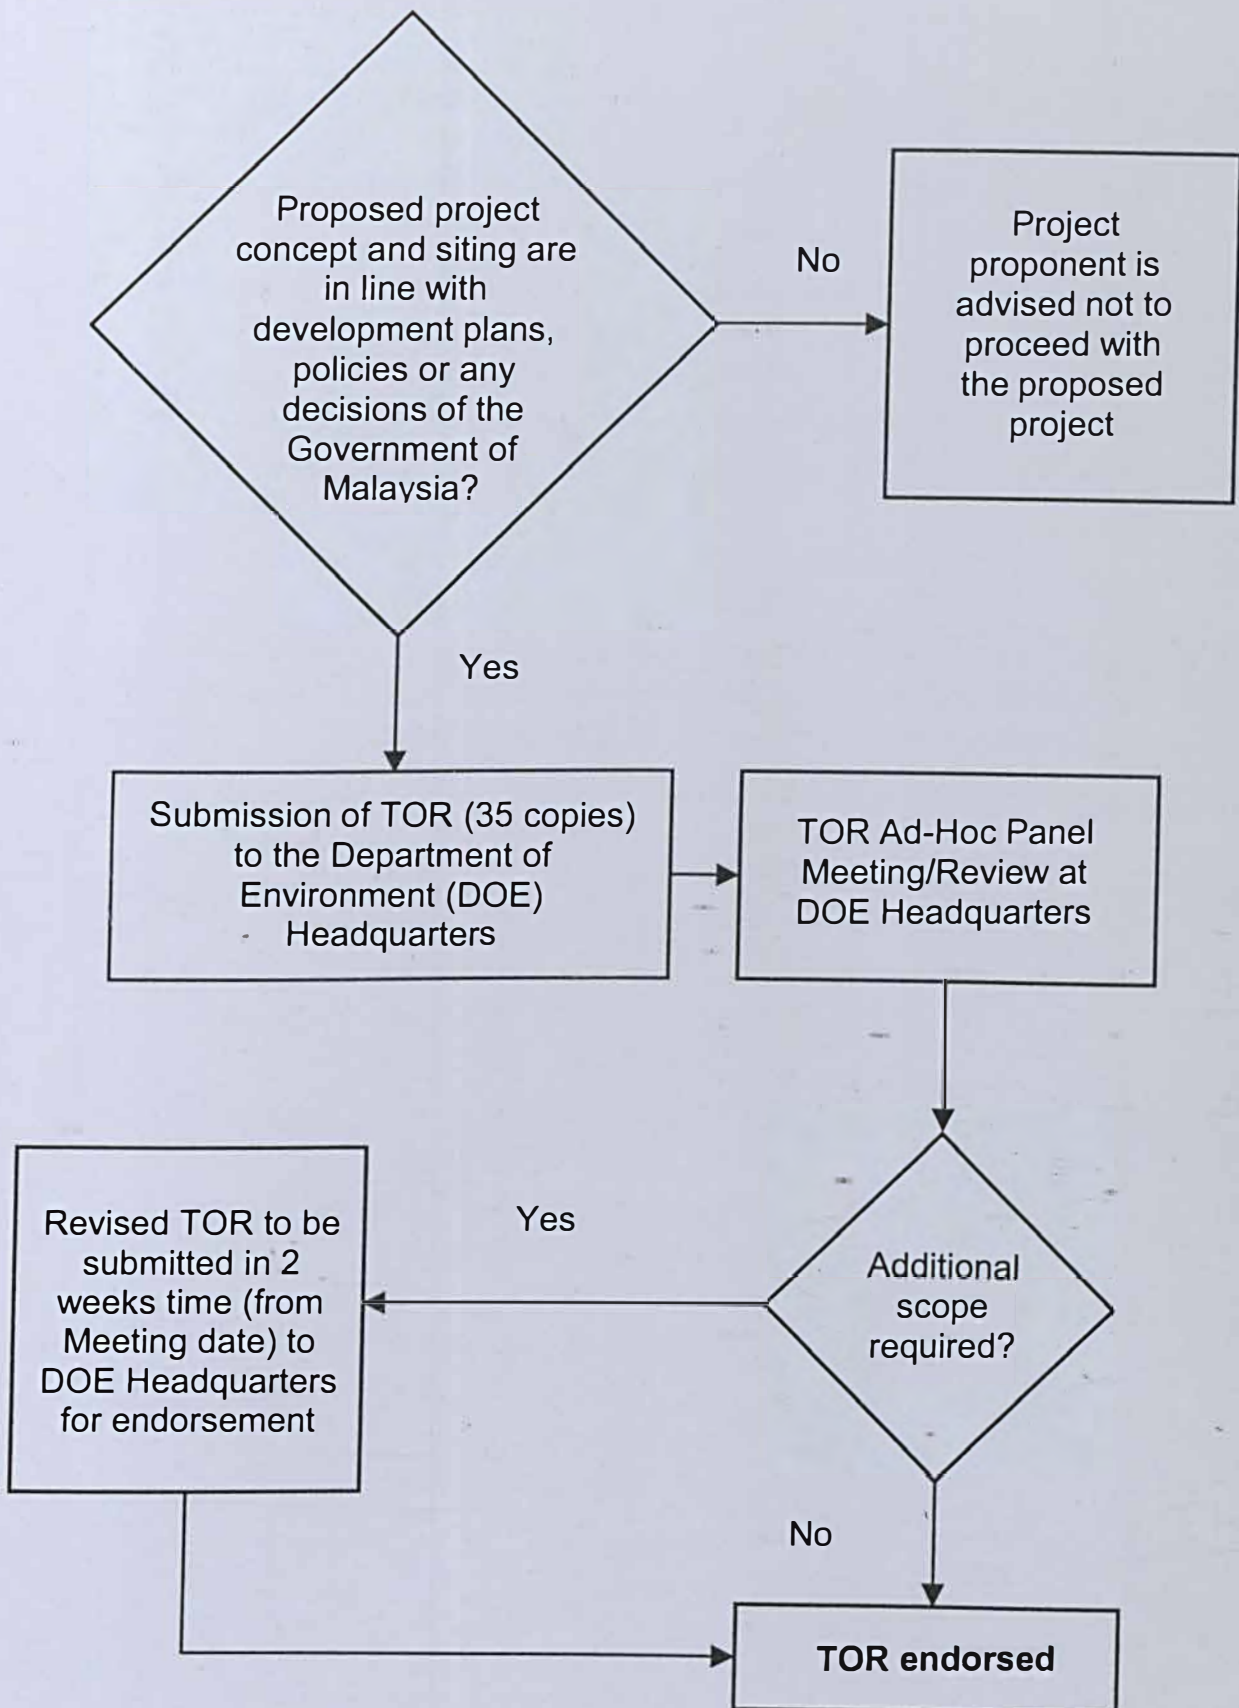 Proposed project
concept and siting are
in line with
development plans,
policies or any
decisions of the
Government of
Malaysia?
No
Project
proponent is
advised not to
proceed with
the proposed
project
Yes
Submission of TOR (35 copies)
to the Department of
Environment (DOE)
Headquarters
TOR Ad-Hoc Panel
Meeting/Review at
DOE Headquarters
Additional
scope
required?
Yes
Revised TOR to be
submitted in 2
weeks time (from
Meeting date) to
DOE Headquarters
for endorsement
No
TOR endorsed